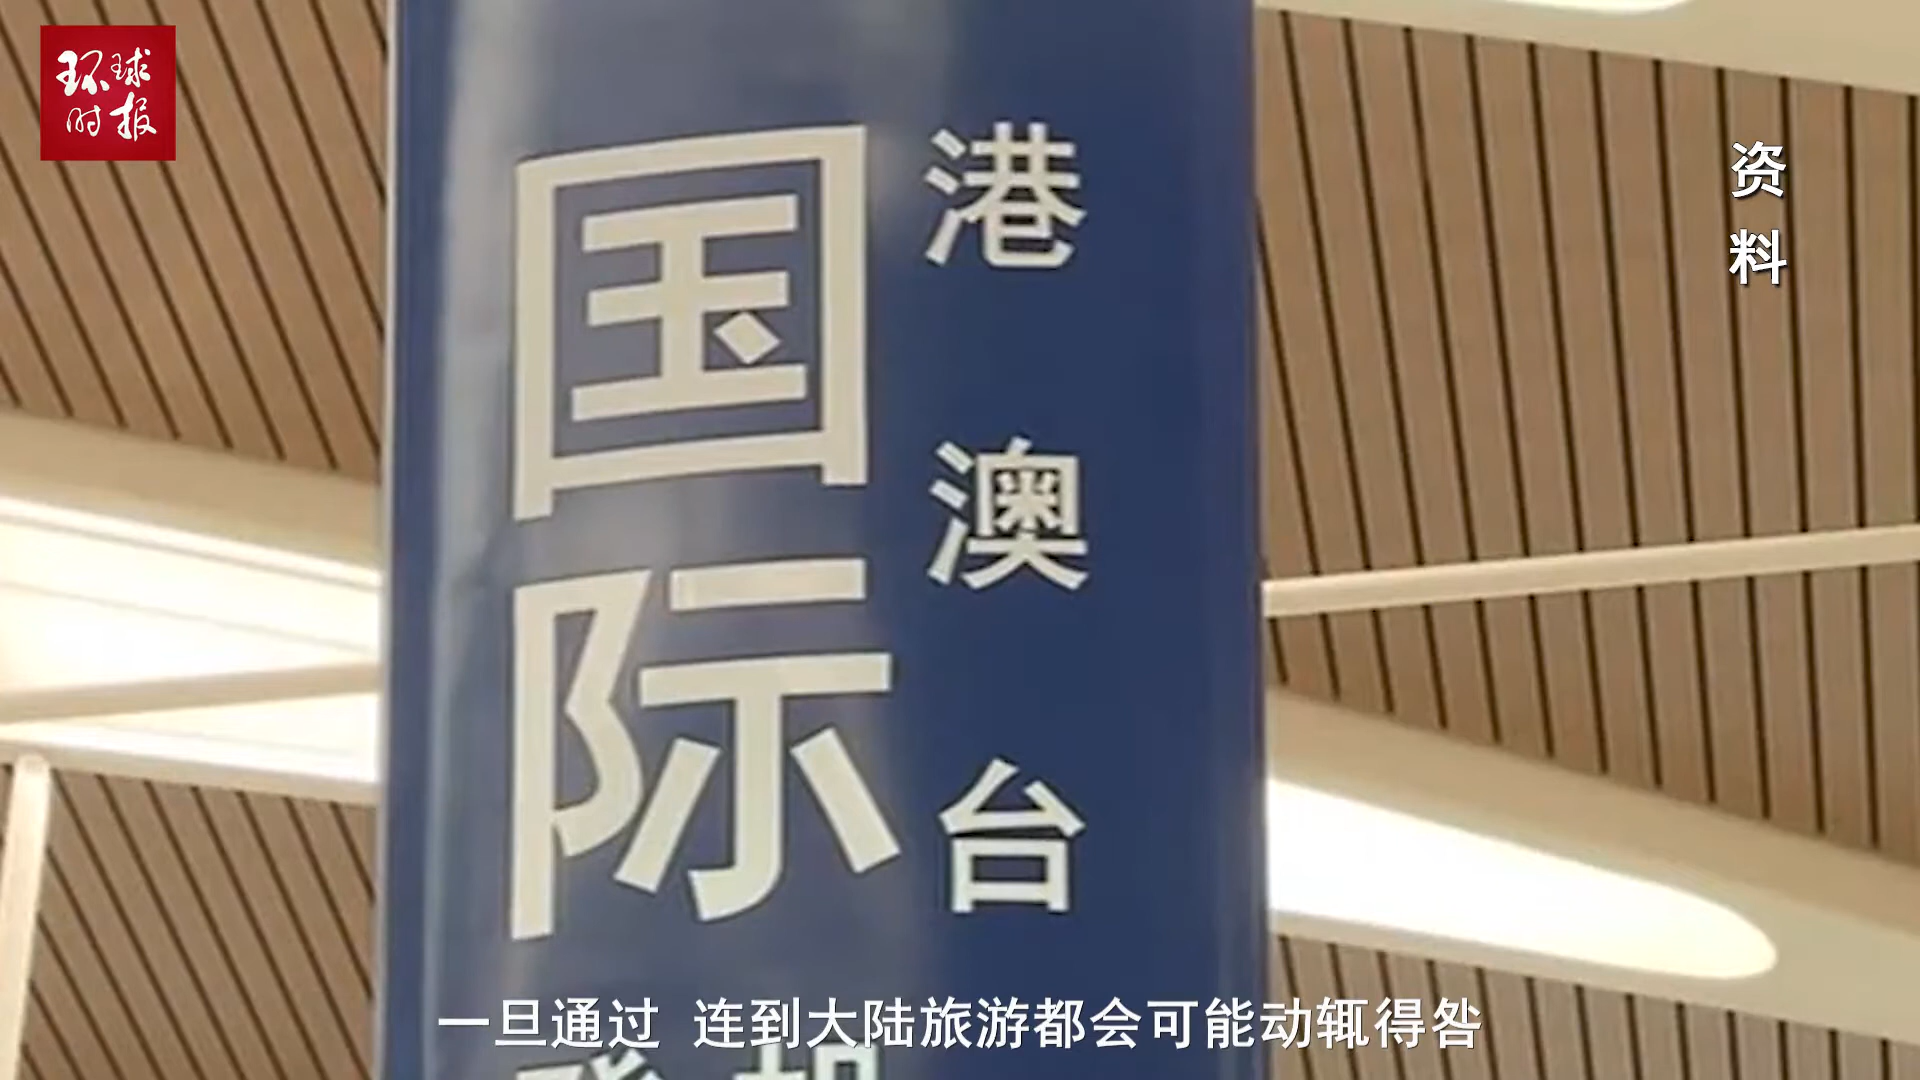 环球
时报
资料
国际
港澳台
一旦通过 连到大陆旅游都会可能动辄得咎